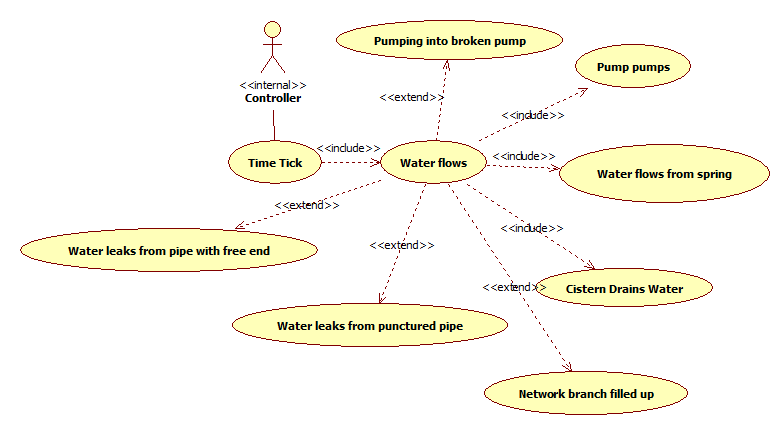 Pumping into broken pump
Pump pumps
<<internal>>
Controller
<<extend>>
<<include>>
Time Tick
<<include>>
Water flows
<<include>>
Water flows from spring
<<extend>>
<<include>>
<<extend>>
Water leaks from pipe with free end
<<extend>>
Cistern Drains Water
Water leaks from punctured pipe
Network branch filled up